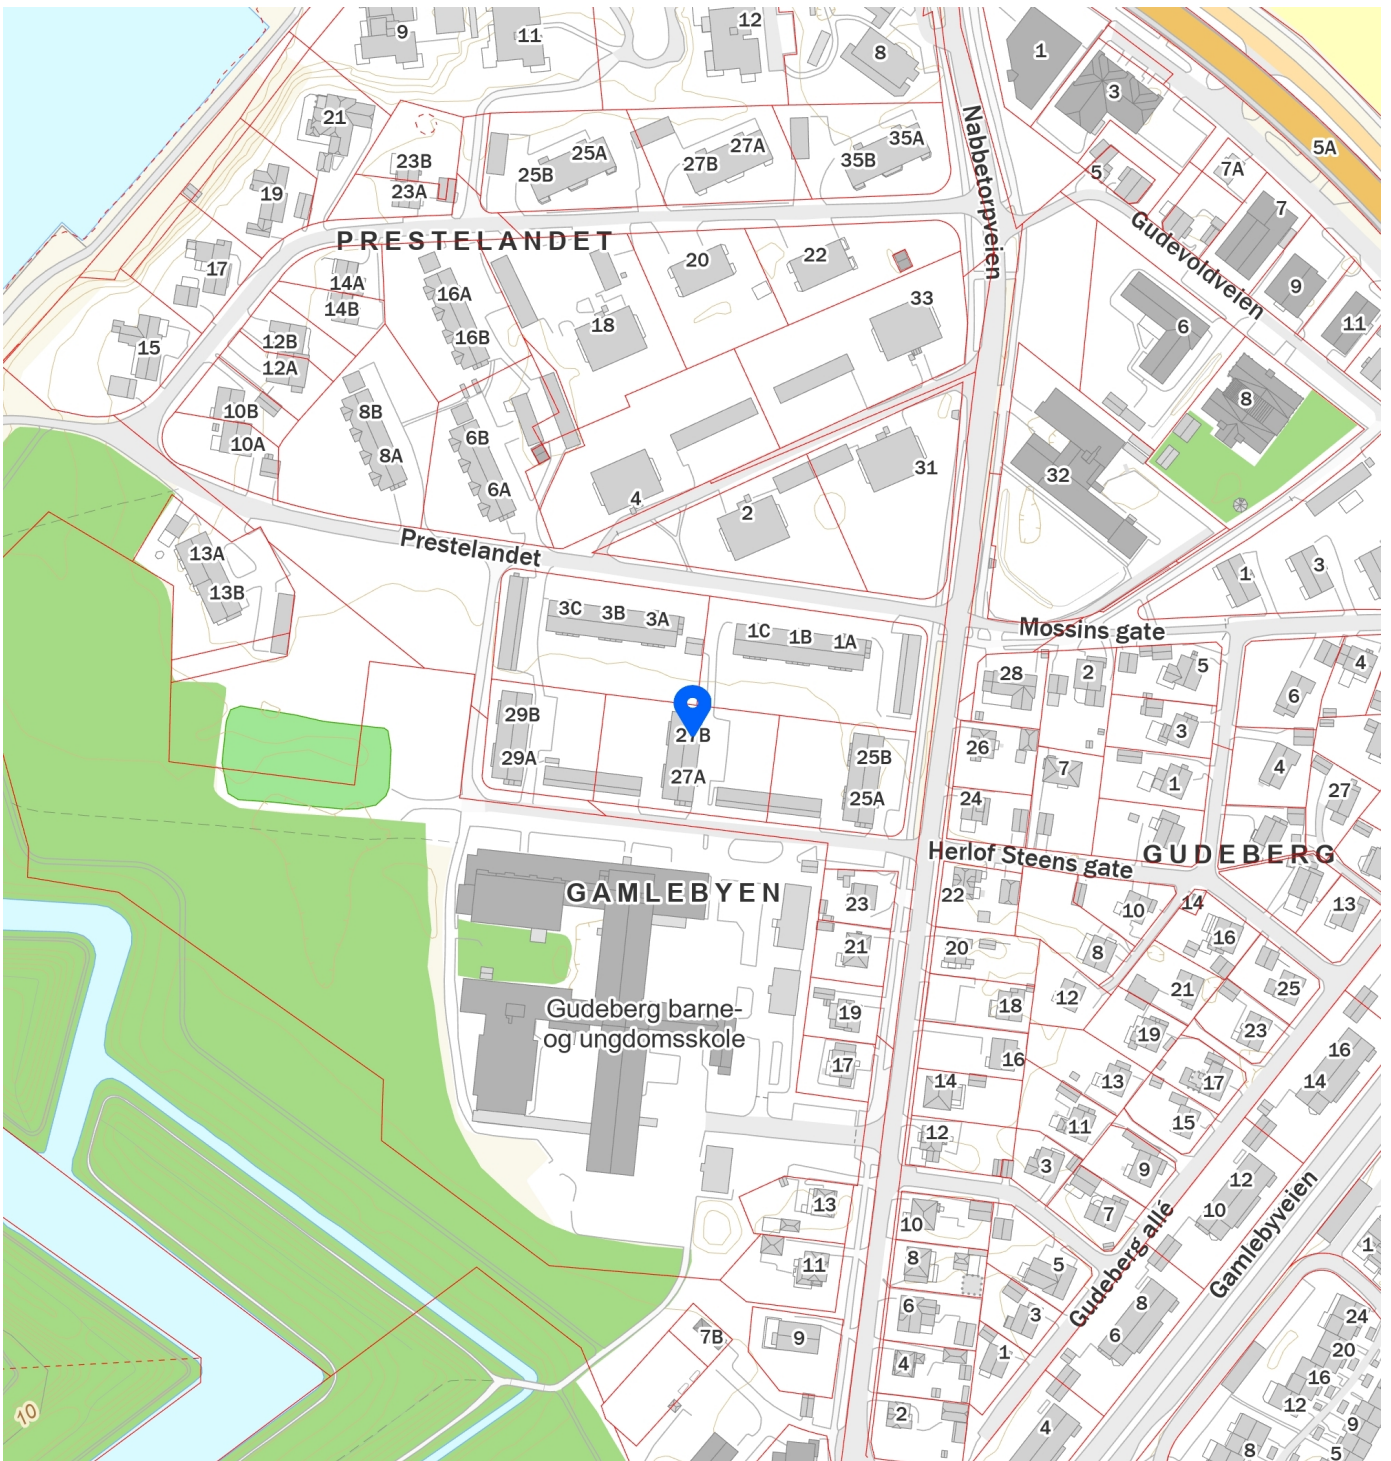 9
11
12
8
1
3
5A
21
23B
23A
25A
25B
27A
27B
35A
35B
Nabbetorpveien
5
7A
7
19
PRESTELANDET
Gudevoldveien
17
14A
14B
16A
16B
20
22
18
33
9
11
6
15
12B
12A
10B
10A
8B
8A
6B
6A
4
2
31
32
8
Prestelandet
13A
13B
3C
3B
3A
1C
1B
1A
Mossins gate
1
3
28
2
5
6
4
29B
29A
27B
27A
25B
25A
26
7
3
1
4
27
24
Herlof Steens gate
GUDEBERG
GAMLEBYEN
23
22
10
14
13
21
20
8
16
25
Gudeberg barne-
og ungdomsskole
19
18
12
21
23
19
17
16
14
13
17
16
14
12
11
15
3
9
12
10
13
10
7
Gudeberg allé
Gamlebyveien
11
8
5
6
3
8
6
1
24
20
16
12
9
7B
9
4
1
2
4
8
5
10